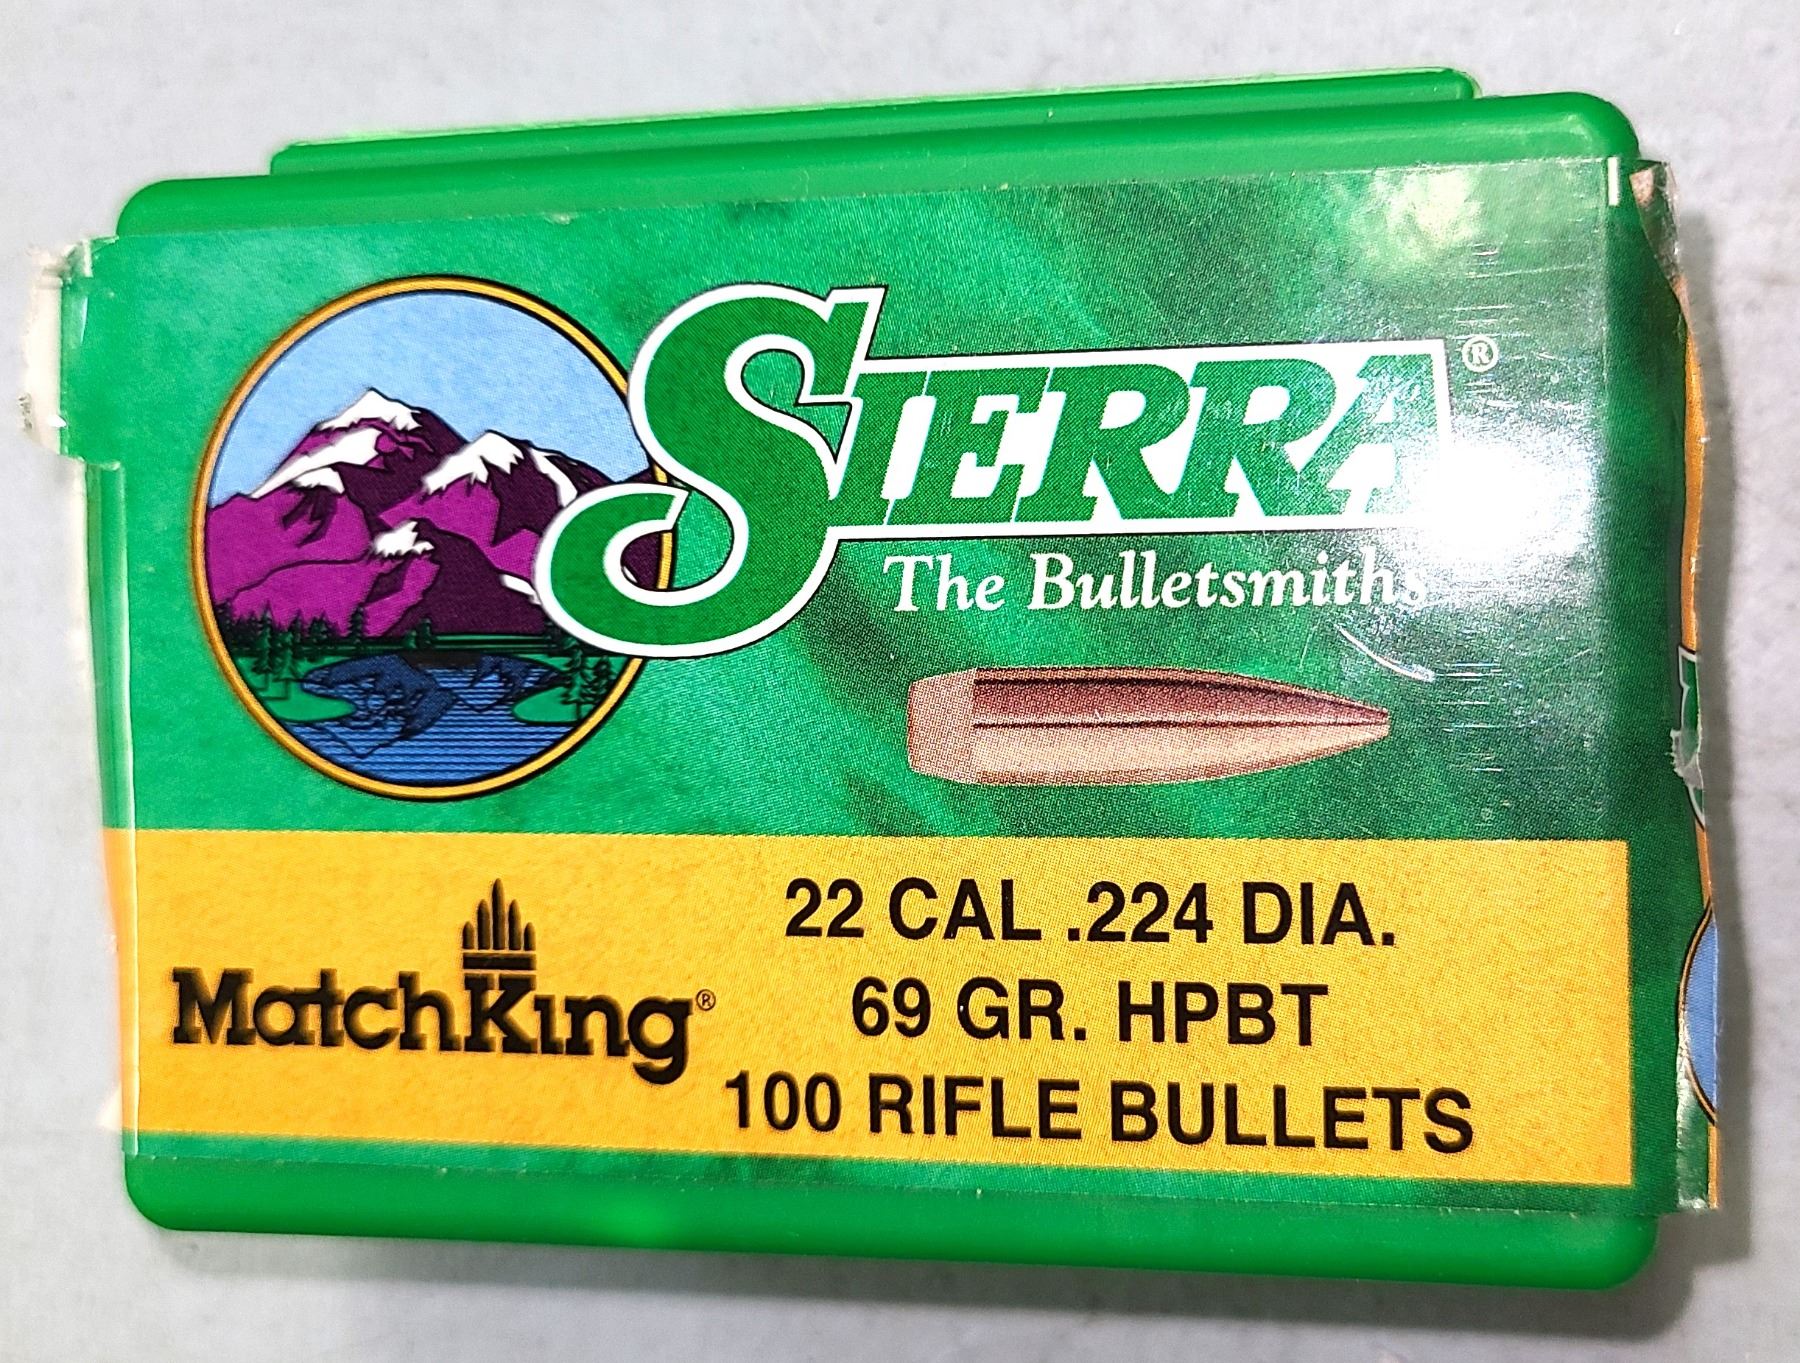 SIERRA®
The Bulletsmiths
MatchKing®
22 CAL .224 DIA.
69 GR. HPBT
100 RIFLE BULLETS